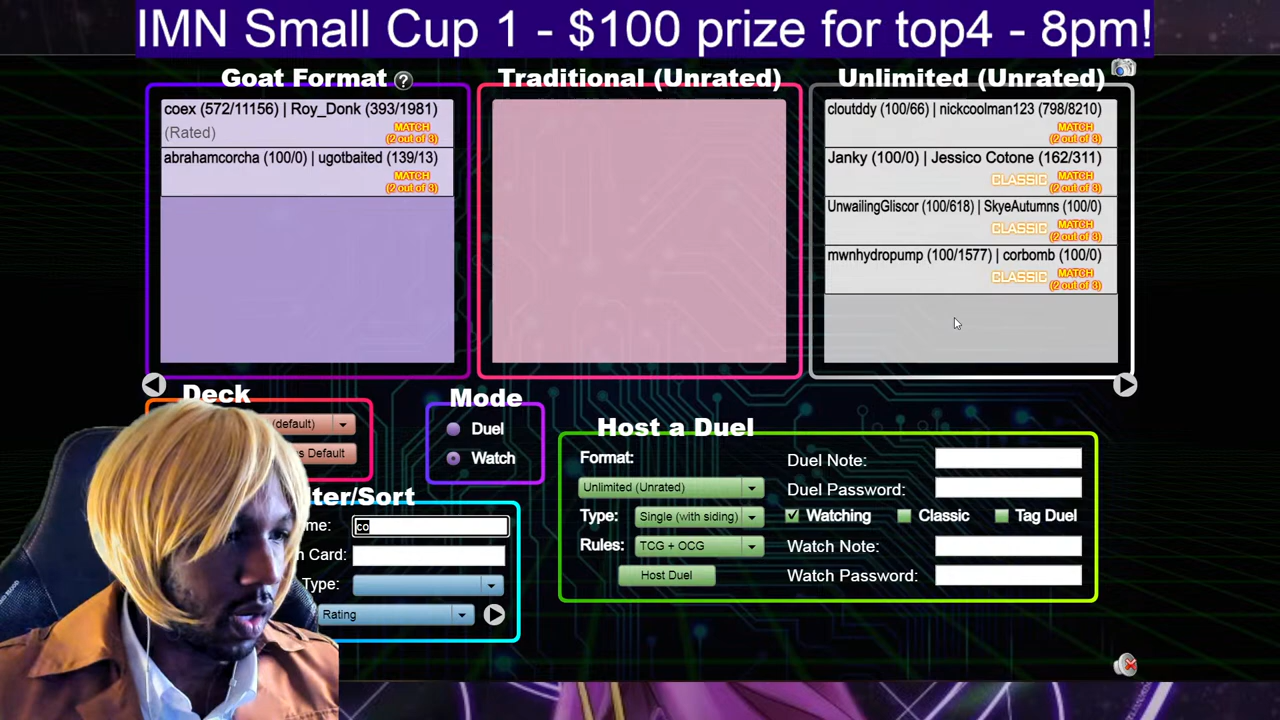 IMN Small Cup 1 - $100 prize for top4 - 8pm!
Goat Format ?
coex (572/11156) | Roy_Donk (393/1981)
(Rated)
MATCH
(2 out of 3)
abrahamcorcha (100/0) | ugotbaited (139/13)
MATCH
(2 out of 3)
Traditional (Unrated)
Unlimited (Unrated)
cloutddy (100/66) | nickcoolman123 (798/8210)
MATCH
(2 out of 3)
Janky (100/0) | Jessico Cotone (162/311)
CLASSIC MATCH
(2 out of 3)
UnwailingGliscor (100/618) | SkyeAutumns (100/0)
CLASSIC MATCH
(2 out of 3)
mwnhydropump (100/1577) | corbomb (100/0)
CLASSIC MATCH
(2 out of 3)
Deck
(default)
s Default
Mode
Duel
Watch
lter/Sort
me: co
Card:
Type:
Rating
Host a Duel
Format:
Unlimited (Unrated)
Type: Single (with siding)
Rules: TCG + OCG
Host Duel
Duel Note:
Duel Password:
Watching Classic Tag Duel
Watch Note:
Watch Password: